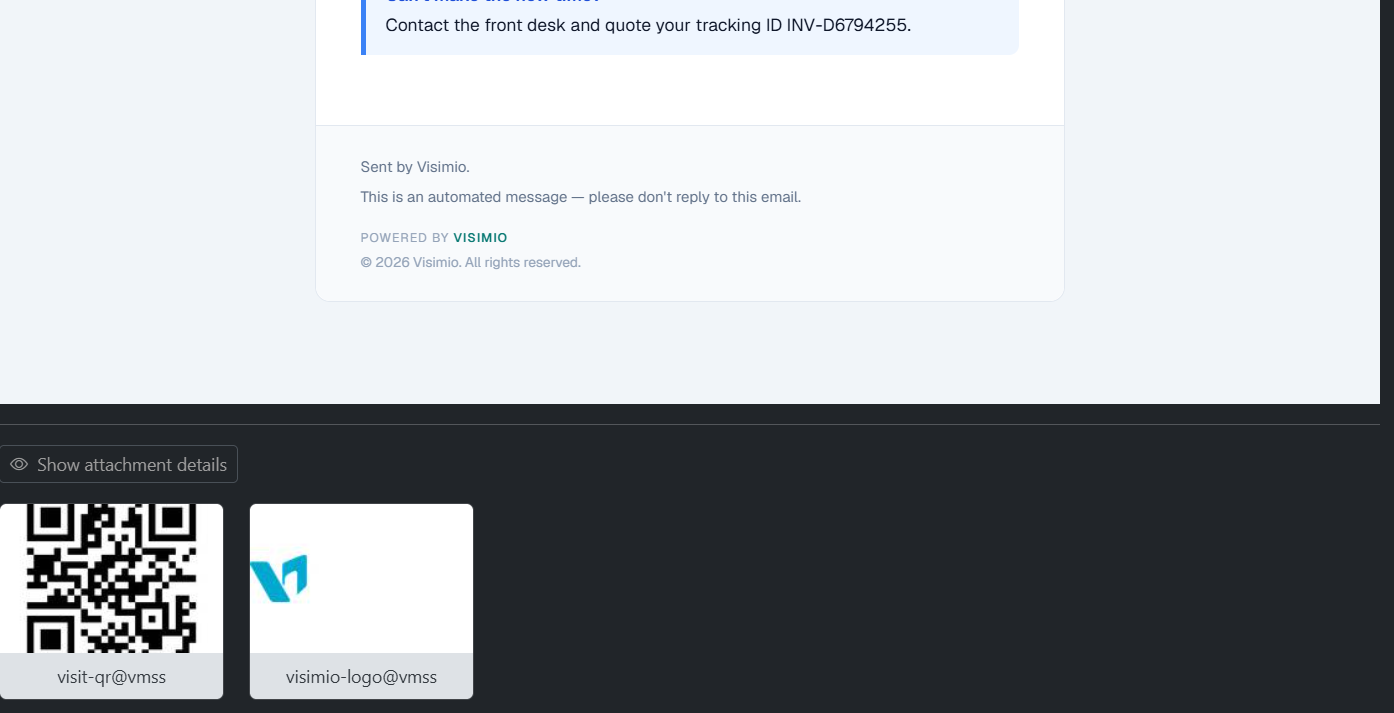 Contact the front desk and quote your tracking ID INV-D6794255.
Sent by Visimio.
This is an automated message — please don't reply to this email.
POWERED BY VISIMIO
© 2026 Visimio. All rights reserved.
Show attachment details
visit-qr@vmss
visimio-logo@vmss